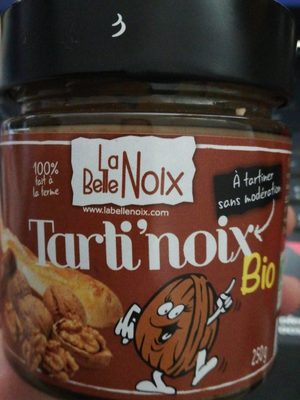 3
100%
fait à
la ferme
La
Belle NOIX
www.labellenoix.com
À tartiner
sans modération
Tarti'noix
Bio
250g